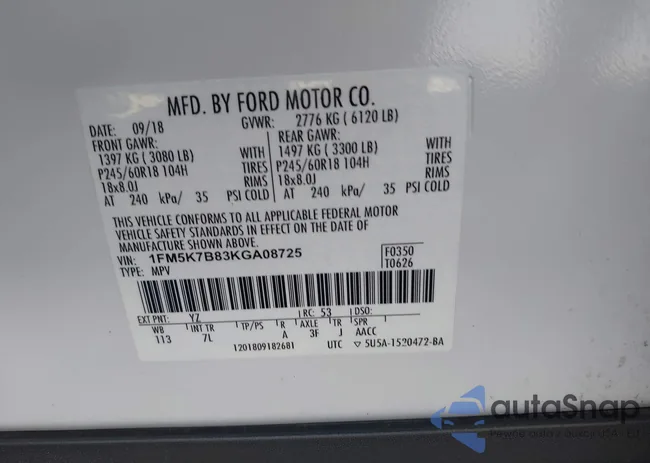 MFD. BY FORD MOTOR CO.
DATE: 09/18 GVWR: 2776 KG ( 6120 LB)
FRONT GAWR: REAR GAWR:
1397 KG ( 3080 LB) WITH 1497 KG ( 3300 LB) WITH
P245/60R18 104H TIRES P245/60R18 104H TIRES
18x8.0J RIMS 18x8.0J RIMS
AT 240 kPa/ 35 PSI COLD AT 240 kPa/ 35 PSI COLD
THIS VEHICLE CONFORMS TO ALL APPLICABLE FEDERAL MOTOR
VEHICLE SAFETY STANDARDS IN EFFECT ON THE DATE OF
MANUFACTURE SHOWN ABOVE.
VIN: 1FM5K7B83KGA08725 F0350
TYPE: MPV T0626
EXT PNT: YZ RC: 53 DSO:
WB INT TR TP/PS R AXLE TR SPR
113 7L A 3F J AACC
1201809182681 UTC 5U5A-1520472-BA
autoSnap